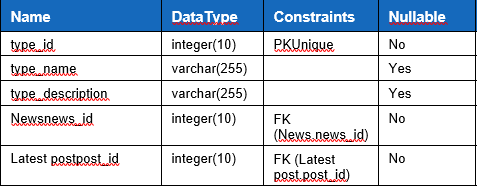 Name DataType Constraints Nullable
type_id integer(10) PKUnique No
type_name varchar(255) Yes
type_description varchar(255) Yes
Newsnews_id integer(10) FK No
(News.news_id)
Latest postpost_id integer(10) FK (Latest No
post.post_id)